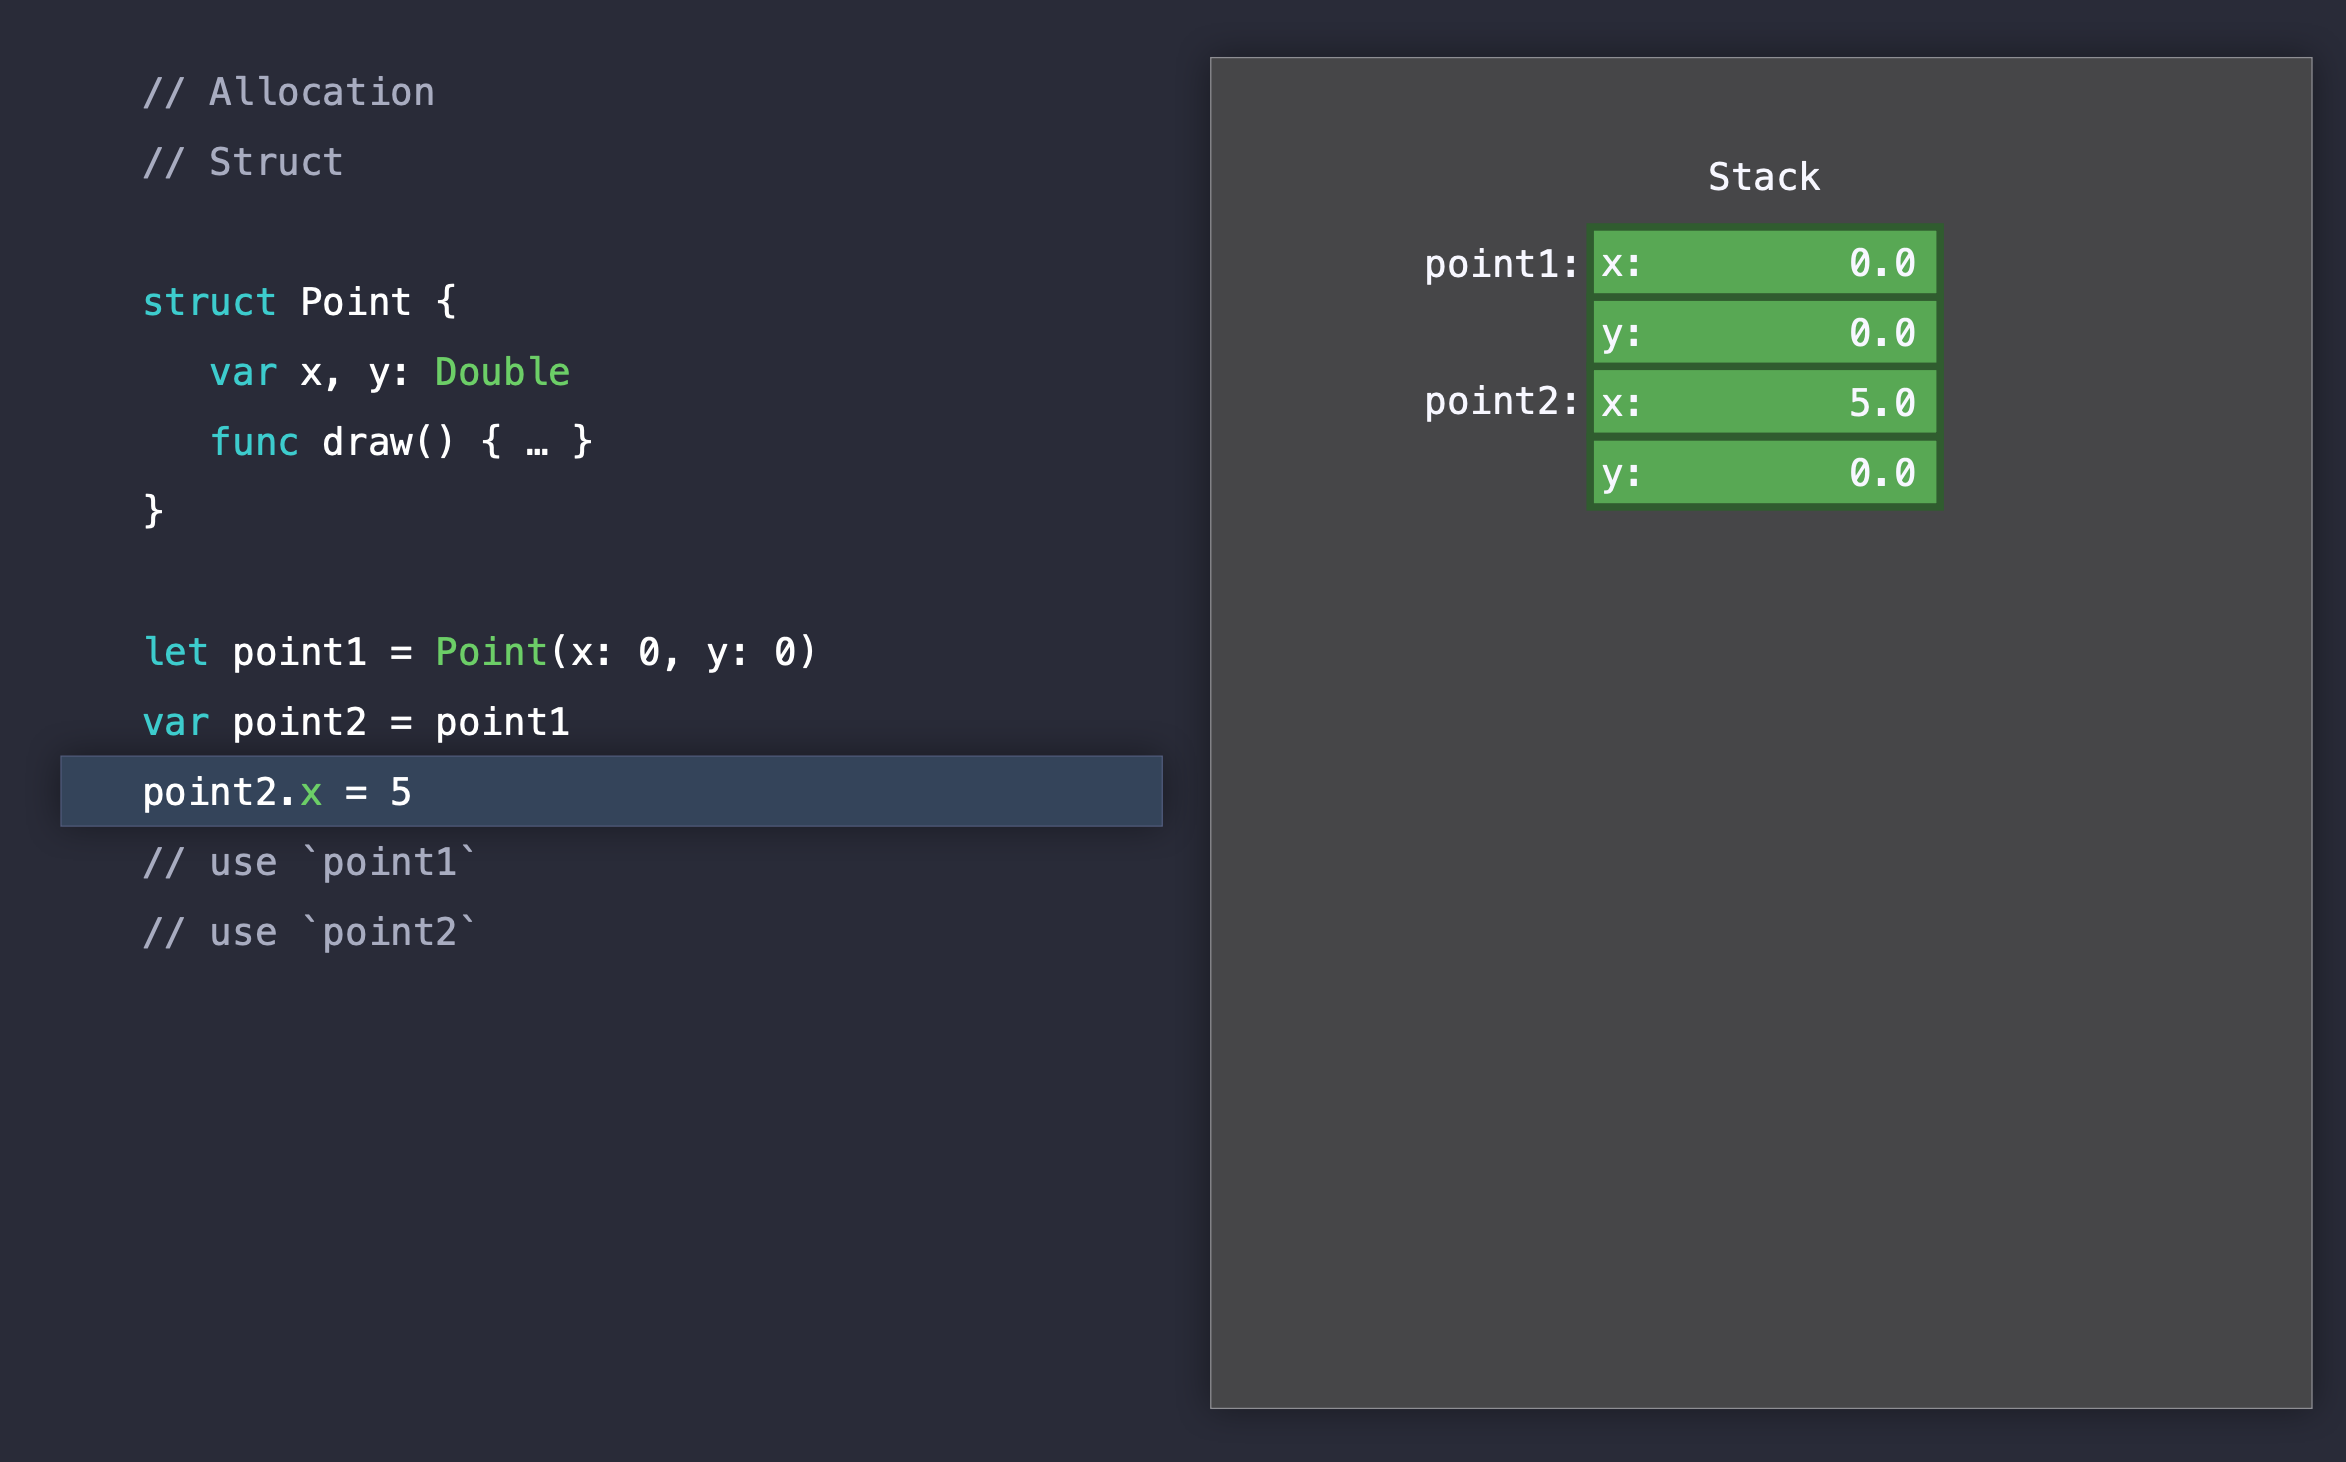 // Allocation
// Struct
struct Point {
var x, y: Double
func draw() { … }
}
let point1 = Point(x: 0, y: 0)
var point2 = point1
point2.x = 5
// use `point1`
// use `point2`
Stack
point1: x: 0.0
y: 0.0
point2: x: 5.0
y: 0.0